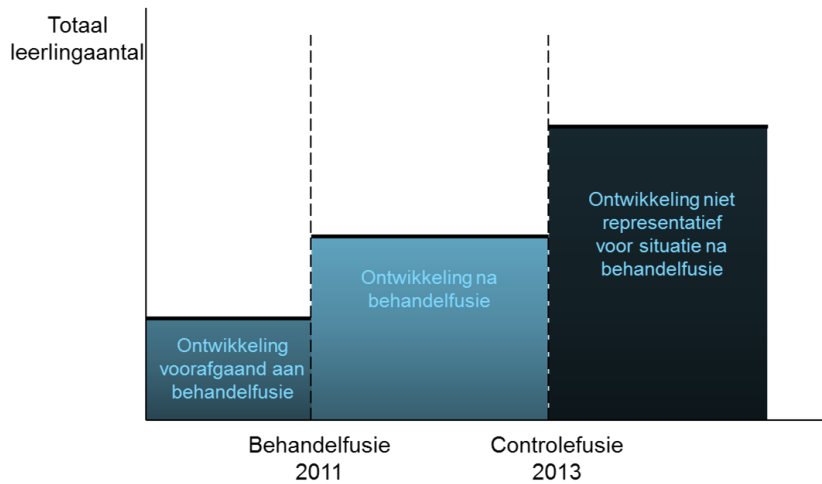 Totaal
leerlingaantal
Ontwikkeling
voorafgaand aan
behandelfusie
Ontwikkeling na
behandelfusie
Ontwikkeling niet
representatief
voor situatie na
behandelfusie
Behandelfusie
2011
Controlefusie
2013